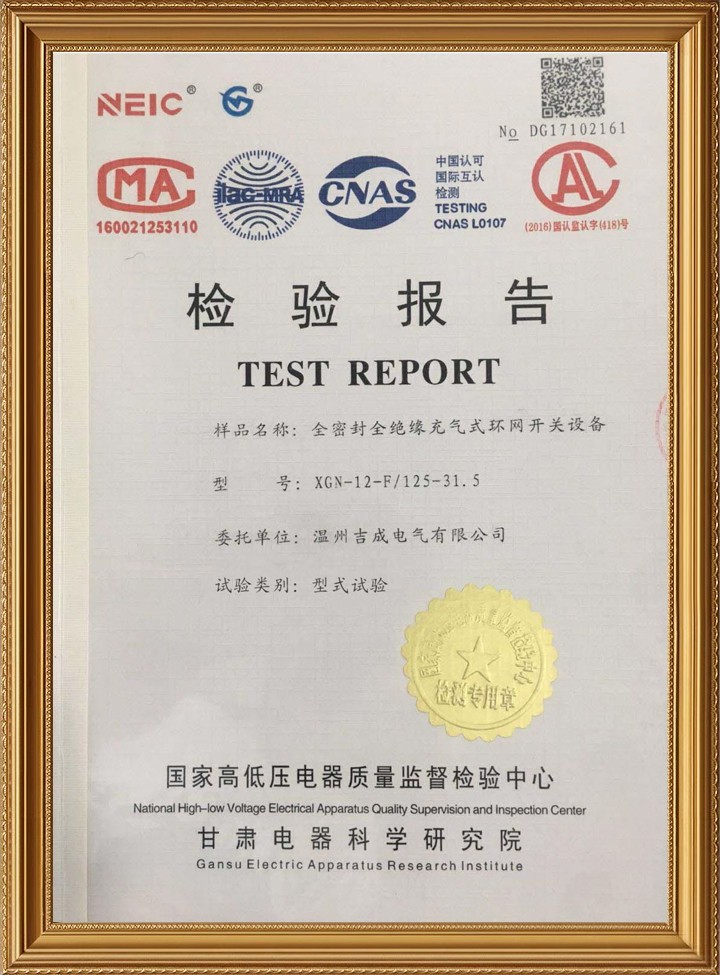 NEIC®
®
No DG17102161
MA
160021253110
ilac-MRA
CNAS
中国认可
国际互认
检测
TESTING
CNAS L0107
CAL
(2016)国认监认字(418)号
检验报告
TEST REPORT
样品名称：全密封全绝缘充气式环网开关设备
型 号：XGN-12-F/125-31.5
委托单位：温州吉成电气有限公司
试验类别：型式试验
专用章
国家高低压电器质量监督检验中心
National High-low Voltage Electrical Apparatus Quality Supervision and Inspection Center
甘肃电器科学研究院
Gansu Electric Apparatus Research Institute